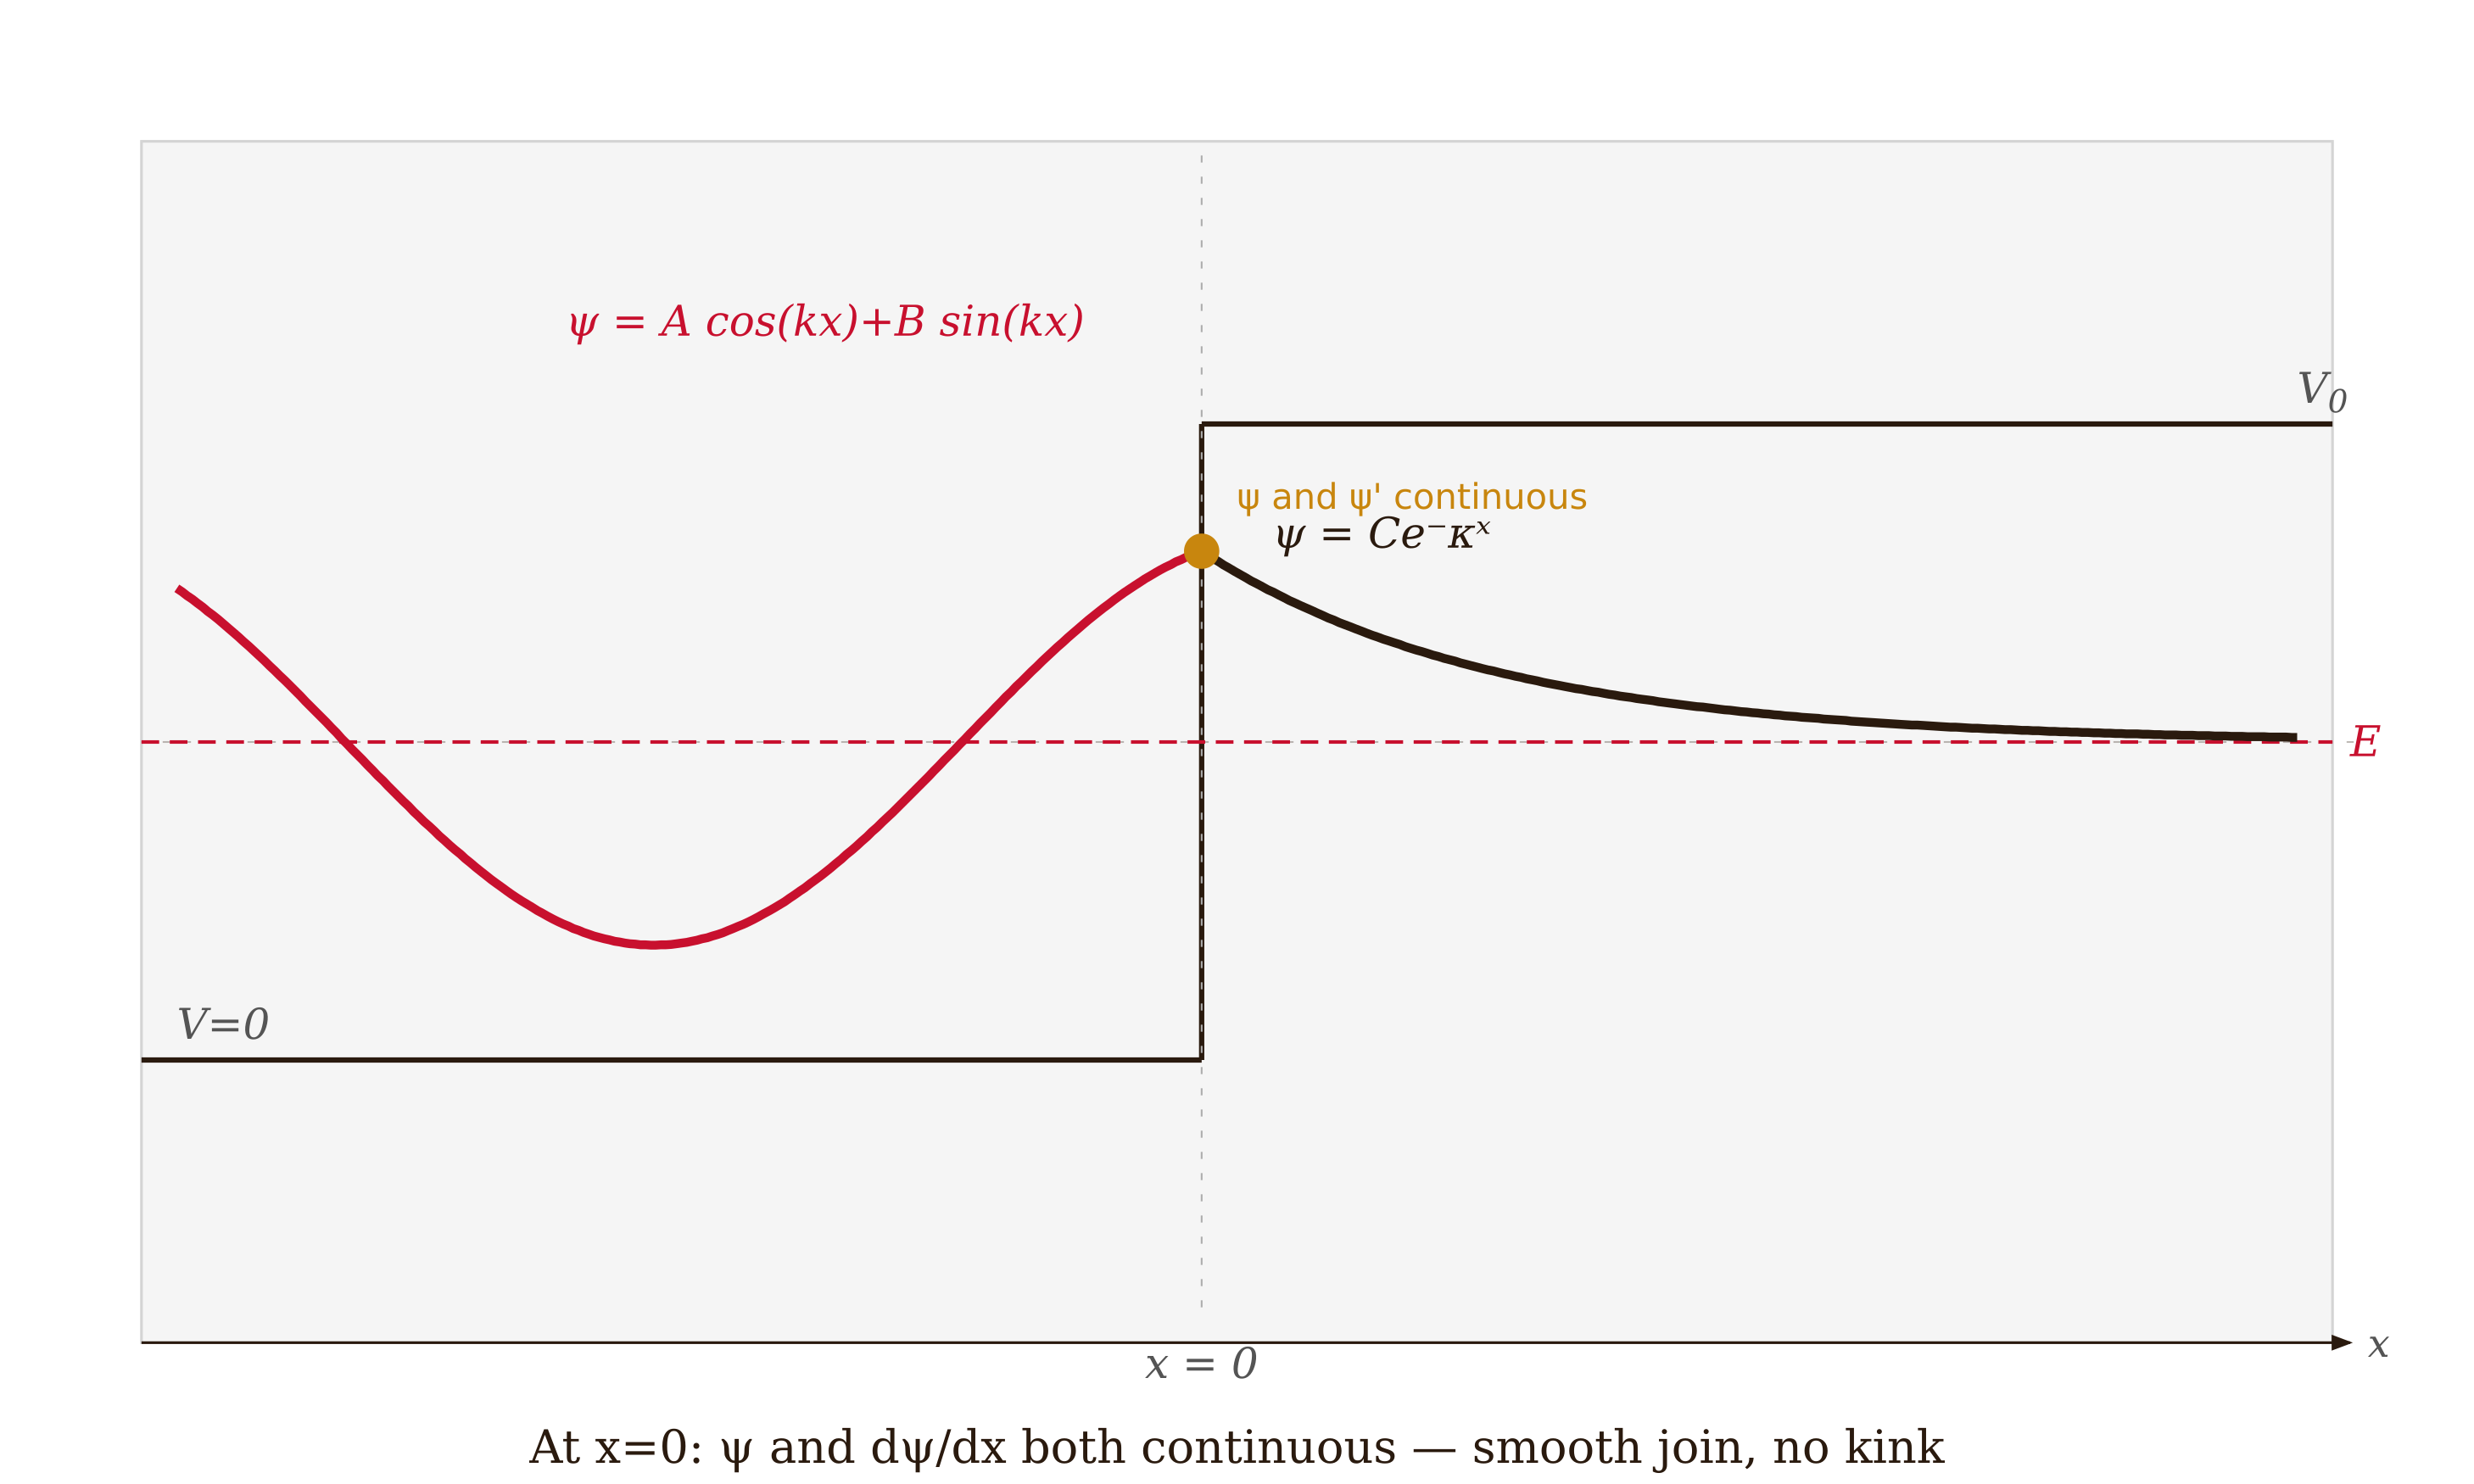 ψ = A cos(kx)+B sin(kx)
V₀
ψ and ψ' continuous
ψ = Ce⁻κˣ
E
V=0
x
x = 0
At x=0: ψ and dψ/dx both continuous — smooth join, no kink